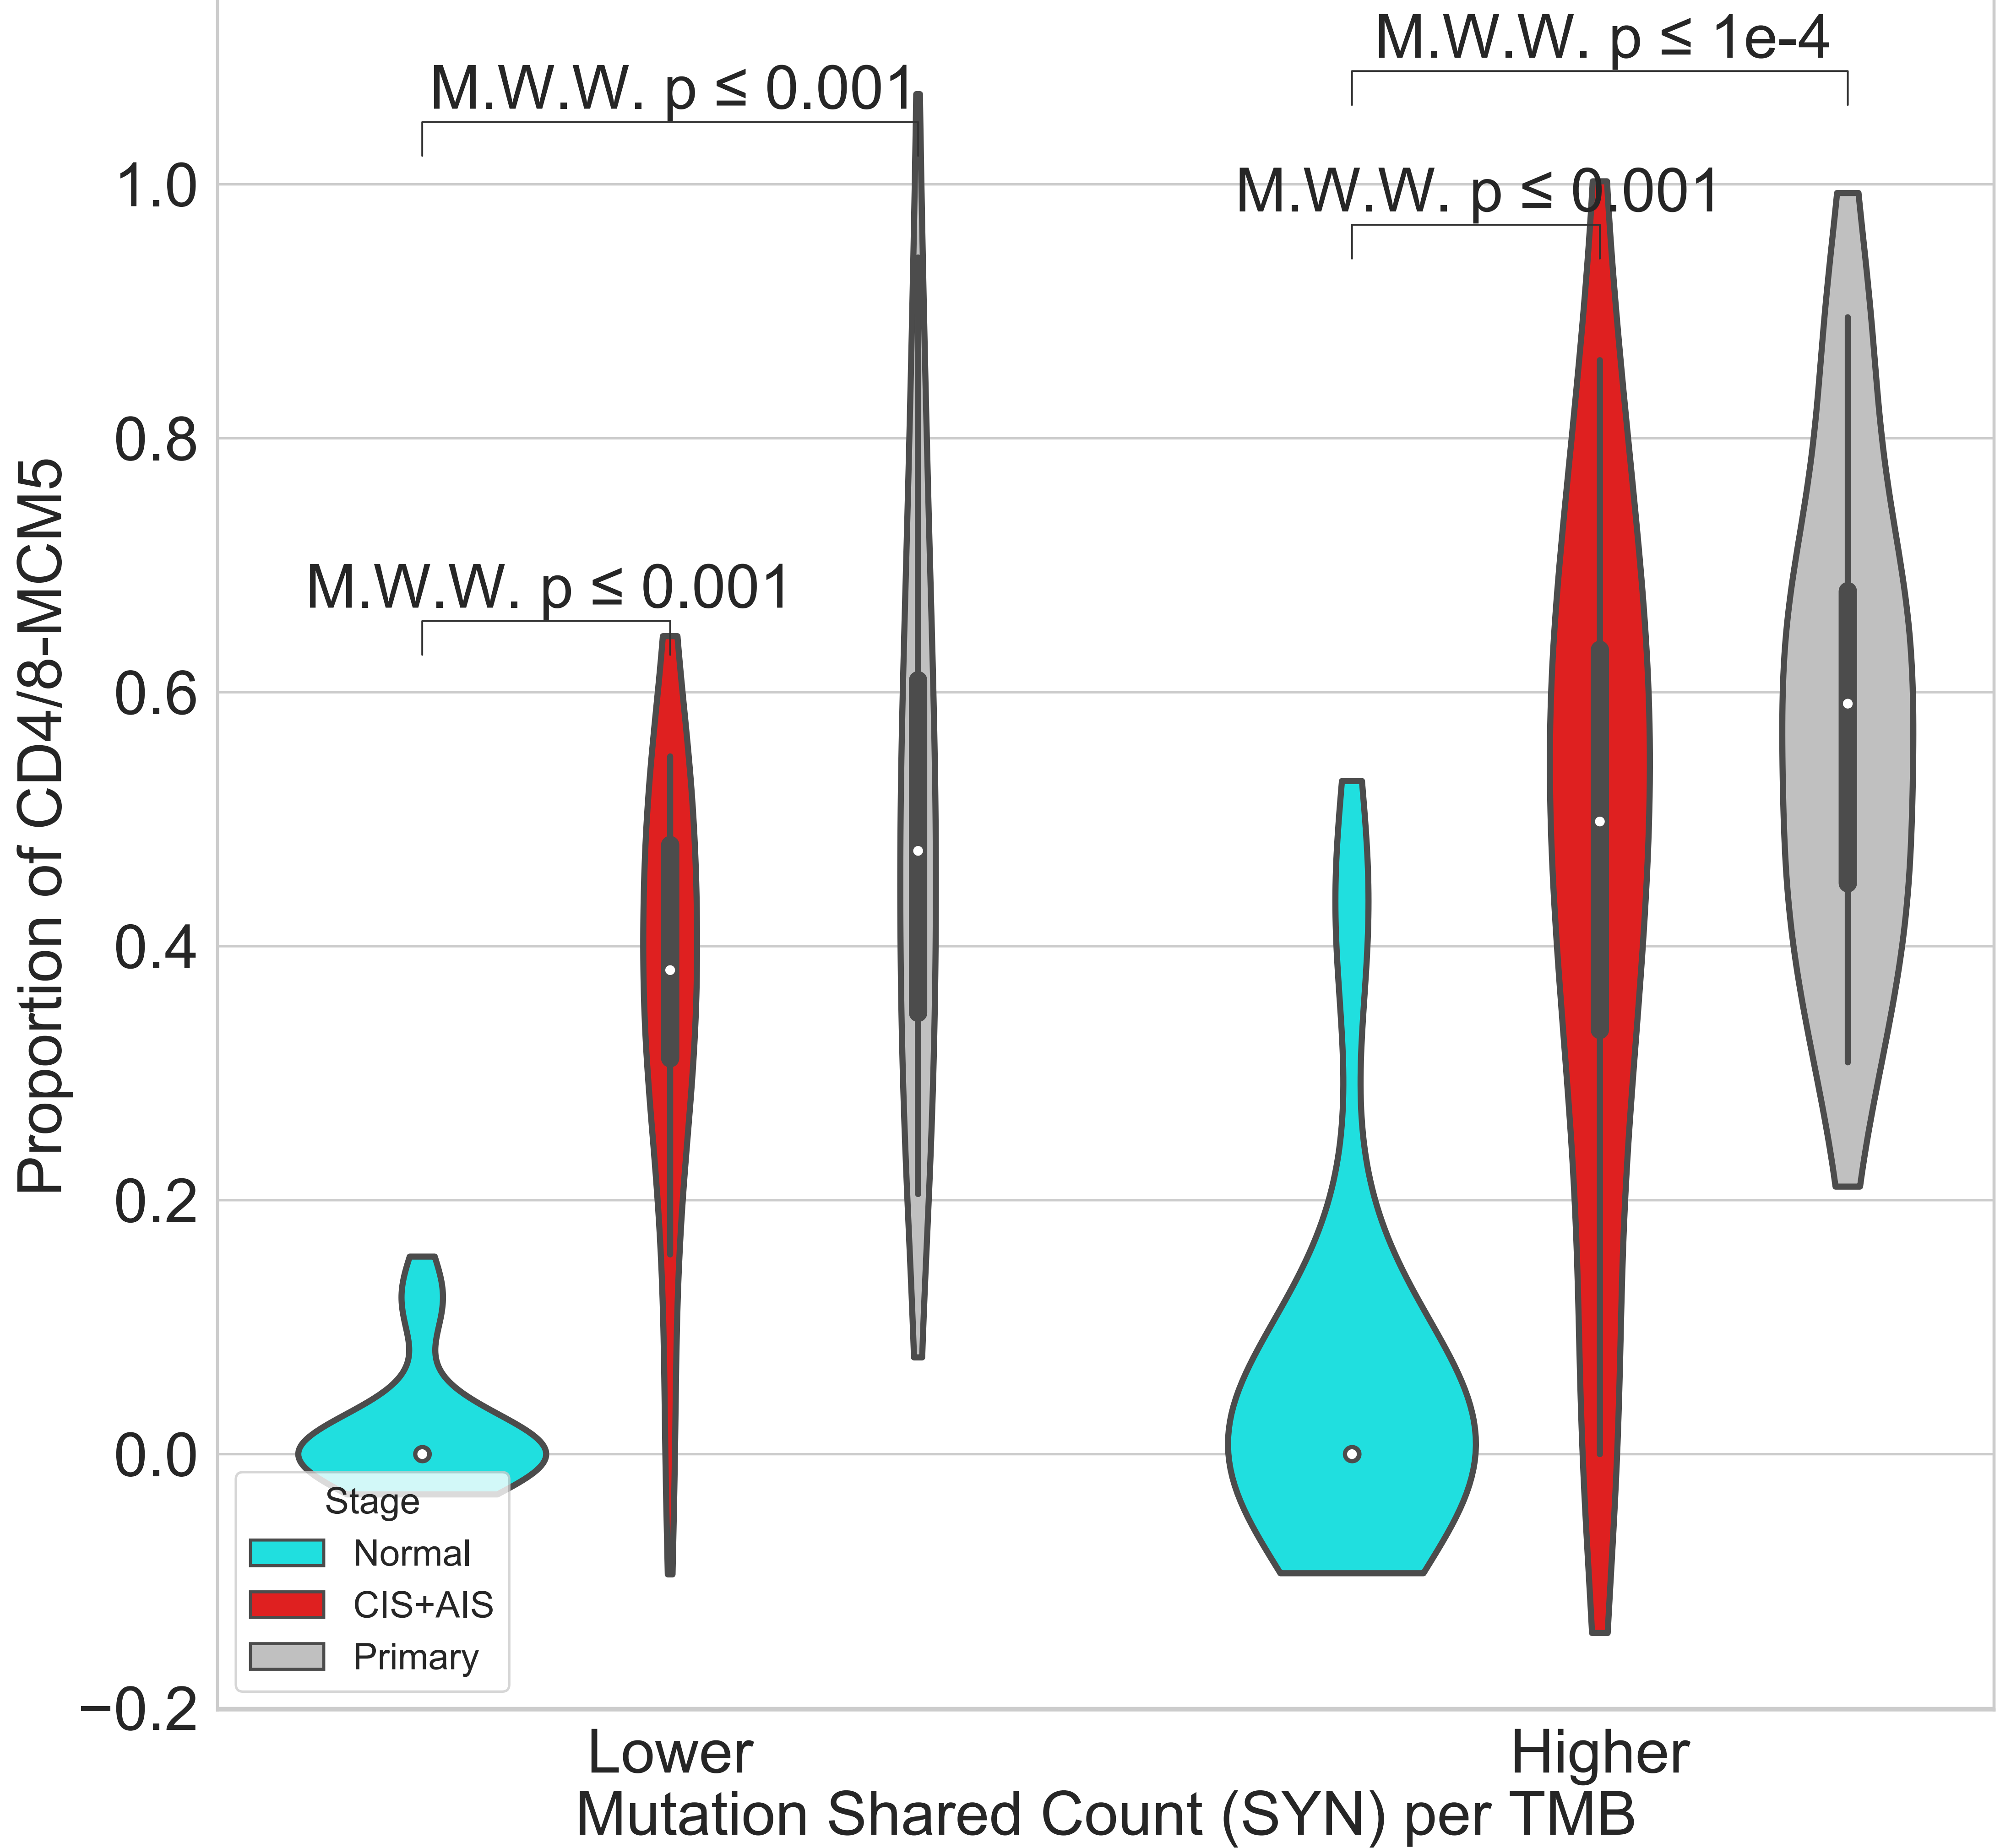 M.W.W. p ≤ 1e-4
M.W.W. p ≤ 0.001
M.W.W. p ≤ 0.001
M.W.W. p ≤ 0.001
1.0
0.8
0.6
0.4
0.2
0.0
−0.2
Proportion of CD4/8-MCM5
Stage
Normal
CIS+AIS
Primary
Lower
Higher
Mutation Shared Count (SYN) per TMB